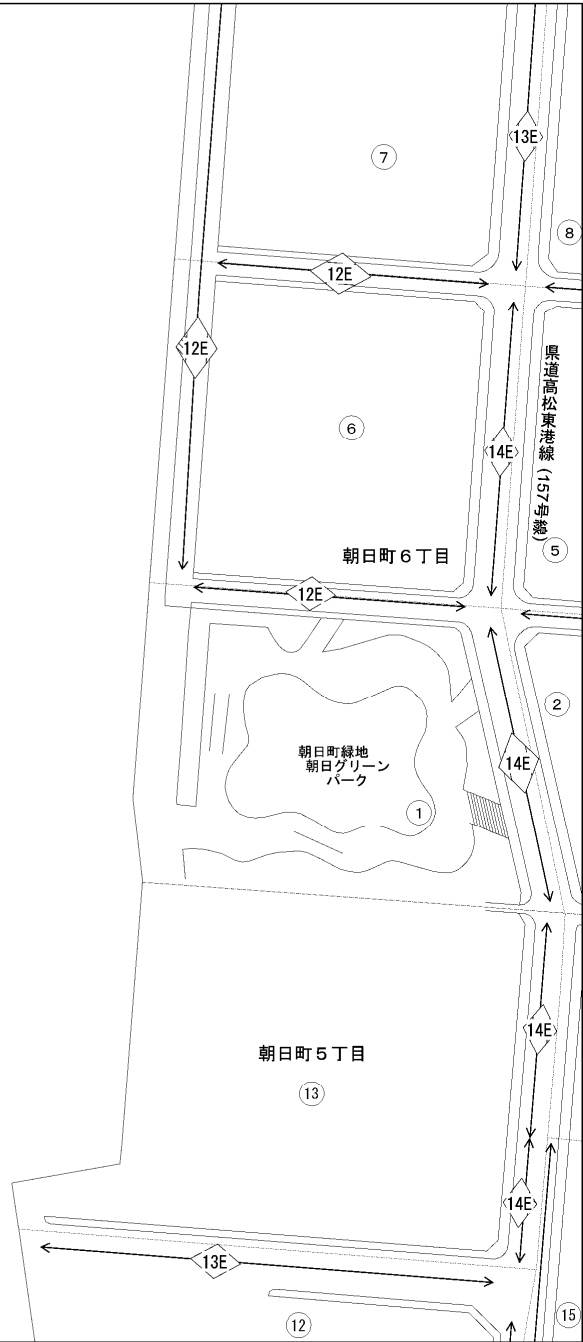 13E
⑦
⑧
12E
12E
⑥
14E
県道高松東港線(157号線)
⑤
朝日町6丁目
12E
②
朝日町緑地
朝日グリーン
パーク
14E
①
14E
朝日町5丁目
⑬
14E
13E
⑮
⑫